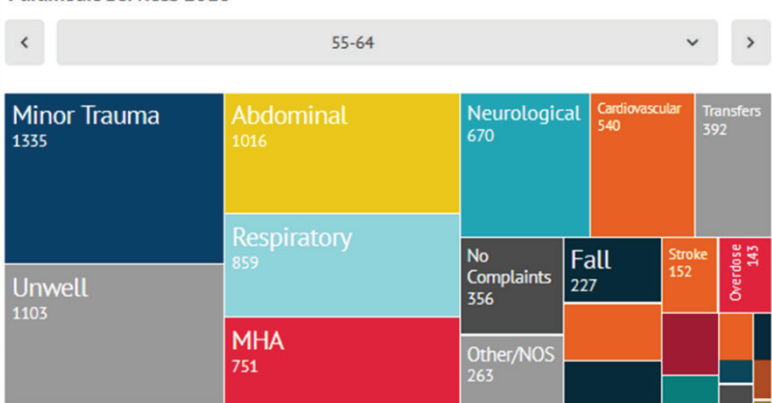 55-64
Minor Trauma
1335
Abdominal
1016
Neurological
670
Cardiovascular
540
Transfers
392
Respiratory
859
No
Complaints
356
Fall
227
Stroke
152
Overdose
143
Unwell
1103
MHA
751
Other/NOS
263